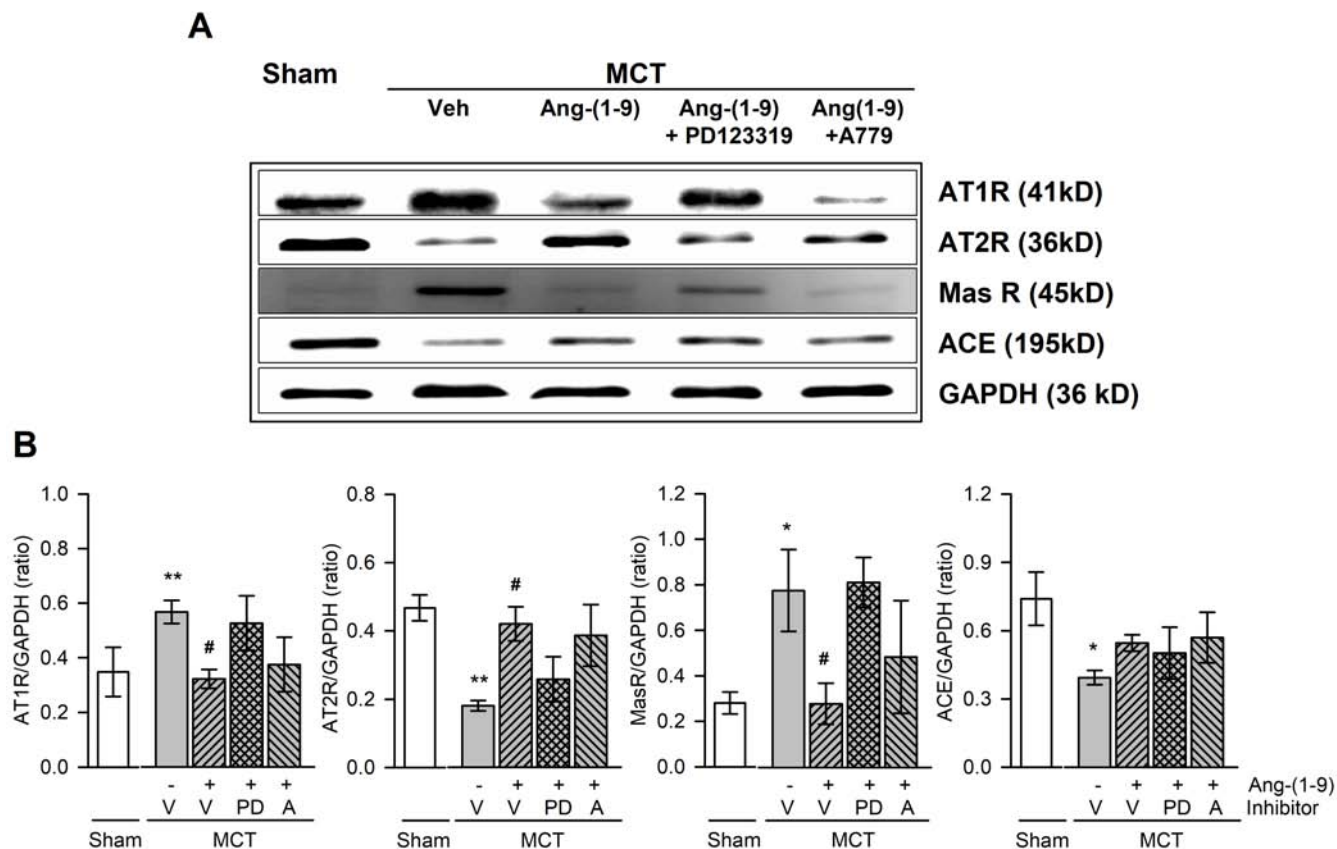 A
Sham MCT
Veh Ang-(1-9) Ang-(1-9) + PD123319 Ang(1-9) +A779
AT1R (41kD)
AT2R (36kD)
Mas R (45kD)
ACE (195kD)
GAPDH (36 kD)
B
AT1R/GAPDH (ratio)
1.0
0.8
0.6
0.4
0.2
0.0
**
#
- + + +
V V PD A
Sham MCT
AT2R/GAPDH (ratio)
0.8
0.6
0.4
0.2
0.0
**
#
- + + +
V V PD A
Sham MCT
MasR/GAPDH (ratio)
1.2
1.0
0.8
0.6
0.4
0.2
0.0
*
#
- + + +
V V PD A
Sham MCT
ACE/GAPDH (ratio)
1.2
0.9
0.6
0.3
0.0
*
- + + + Ang-(1-9)
V V PD A Inhibitor
Sham MCT